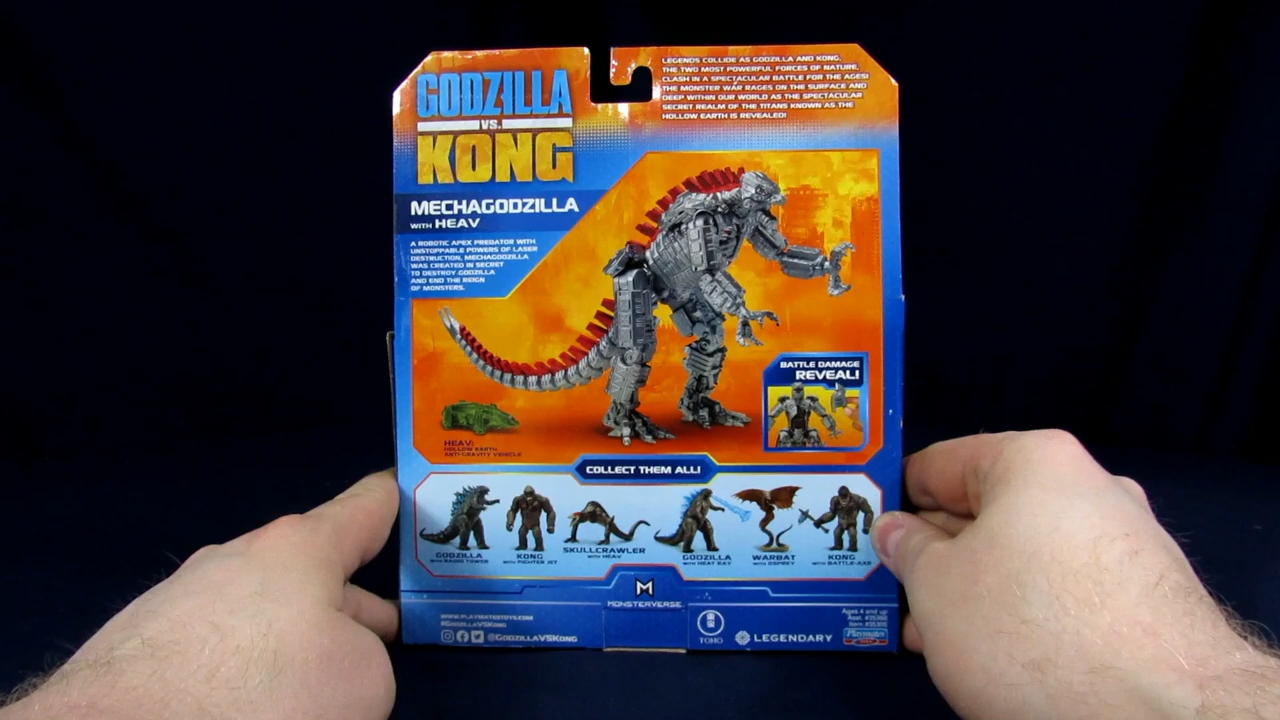 GODZILLA
VS.
KONG
LEGENDS COLLIDE AS GODZILLA AND KONG,
THE TWO MOST POWERFUL FORCES OF NATURE,
CLASH IN A SPECTACULAR BATTLE FOR THE AGES!
THE MONSTER WAR RAGES ON THE SURFACE AND
DEEP WITHIN OUR WORLD AS THE SPECTACULAR
SECRET REALM OF THE TITANS KNOWN AS THE
HOLLOW EARTH IS REVEALED!
MECHAGODZILLA
WITH HEAV
A ROBOTIC APEX PREDATOR WITH
UNSTOPPABLE POWERS OF LASER
DESTRUCTION, MECHAGODZILLA
WAS CREATED IN SECRET
TO DESTROY GODZILLA
AND END THE REIGN
OF MONSTERS.
BATTLE DAMAGE
REVEAL!
HEAV:
HOLLOW EARTH
ANTI-GRAVITY VEHICLE
COLLECT THEM ALL!
GODZILLA
WITH RADIO TOWER
KONG
WITH FIGHTER JET
SKULLCRAWLER
WITH HEAV
GODZILLA
WITH HEAT RAY
WARBAT
WITH OSPREY
KONG
WITH BATTLE-AXE
M
MONSTERVERSE
WWW.PLAYMATESTOYS.COM
#GODZILLAVSKONG
@GODZILLAVSKONG
TOHO
LEGENDARY
Ages 4 and up
Playmates